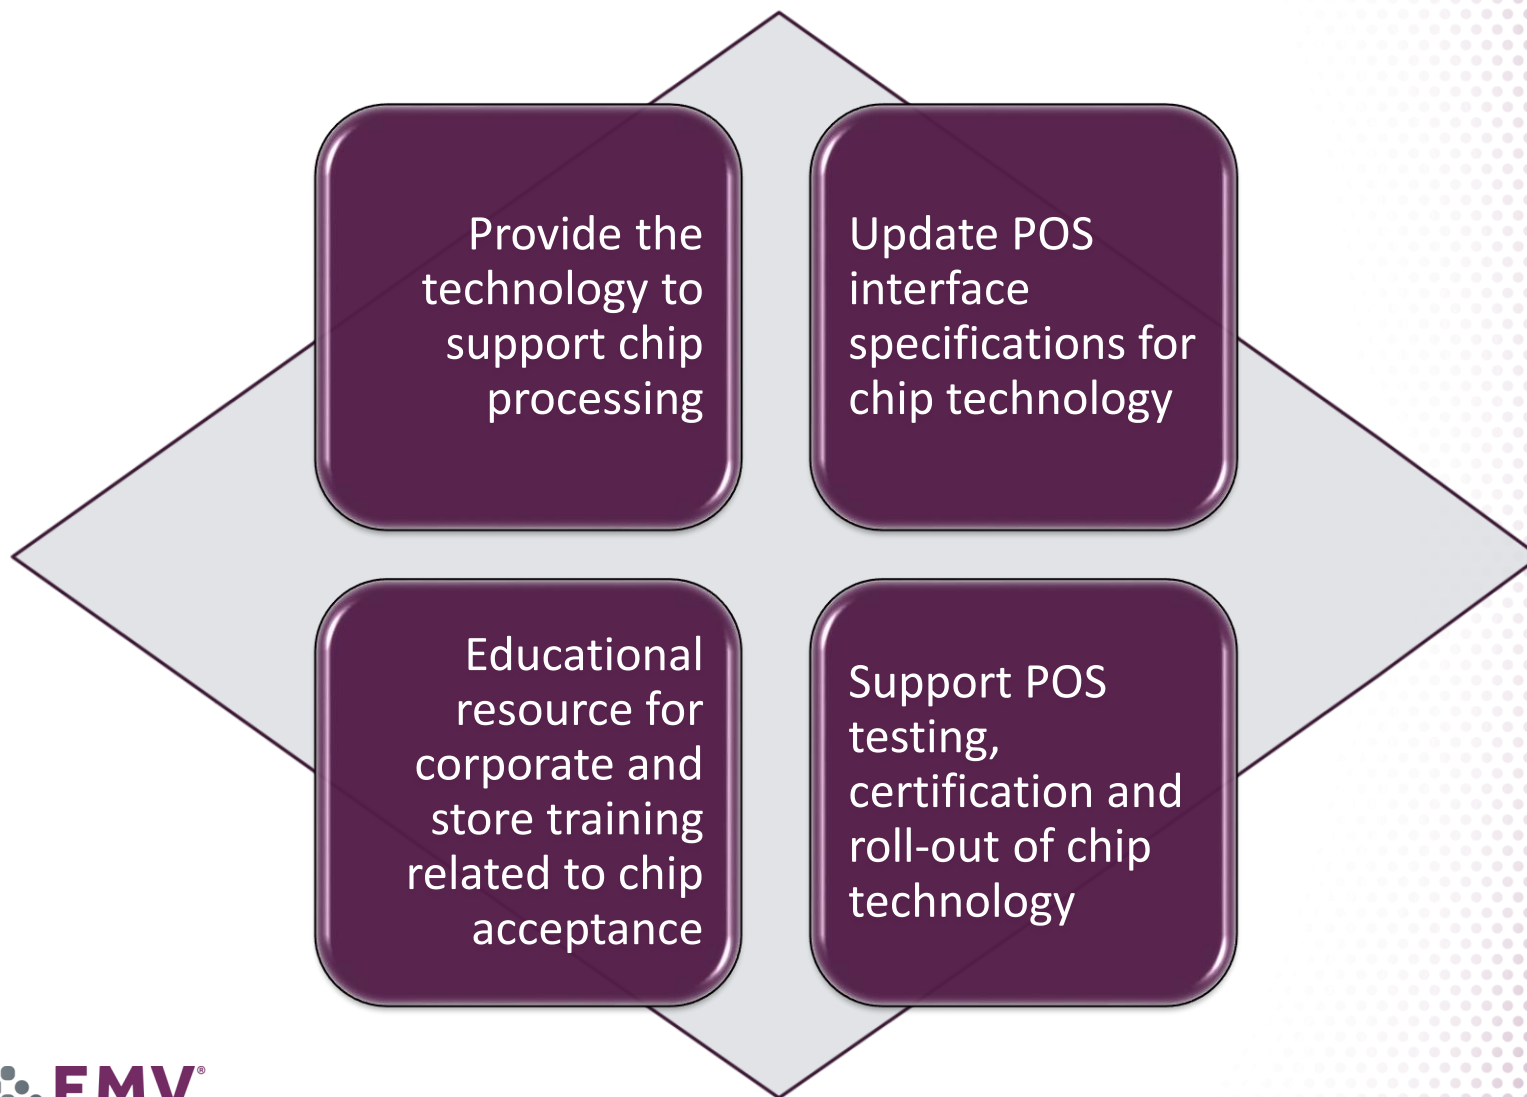 Provide the
technology to
support chip
processing
Update POS
interface
specifications for
chip technology
Educational
resource for
corporate and
store training
related to chip
acceptance
Support POS
testing,
certification and
roll-out of chip
technology
EMV®